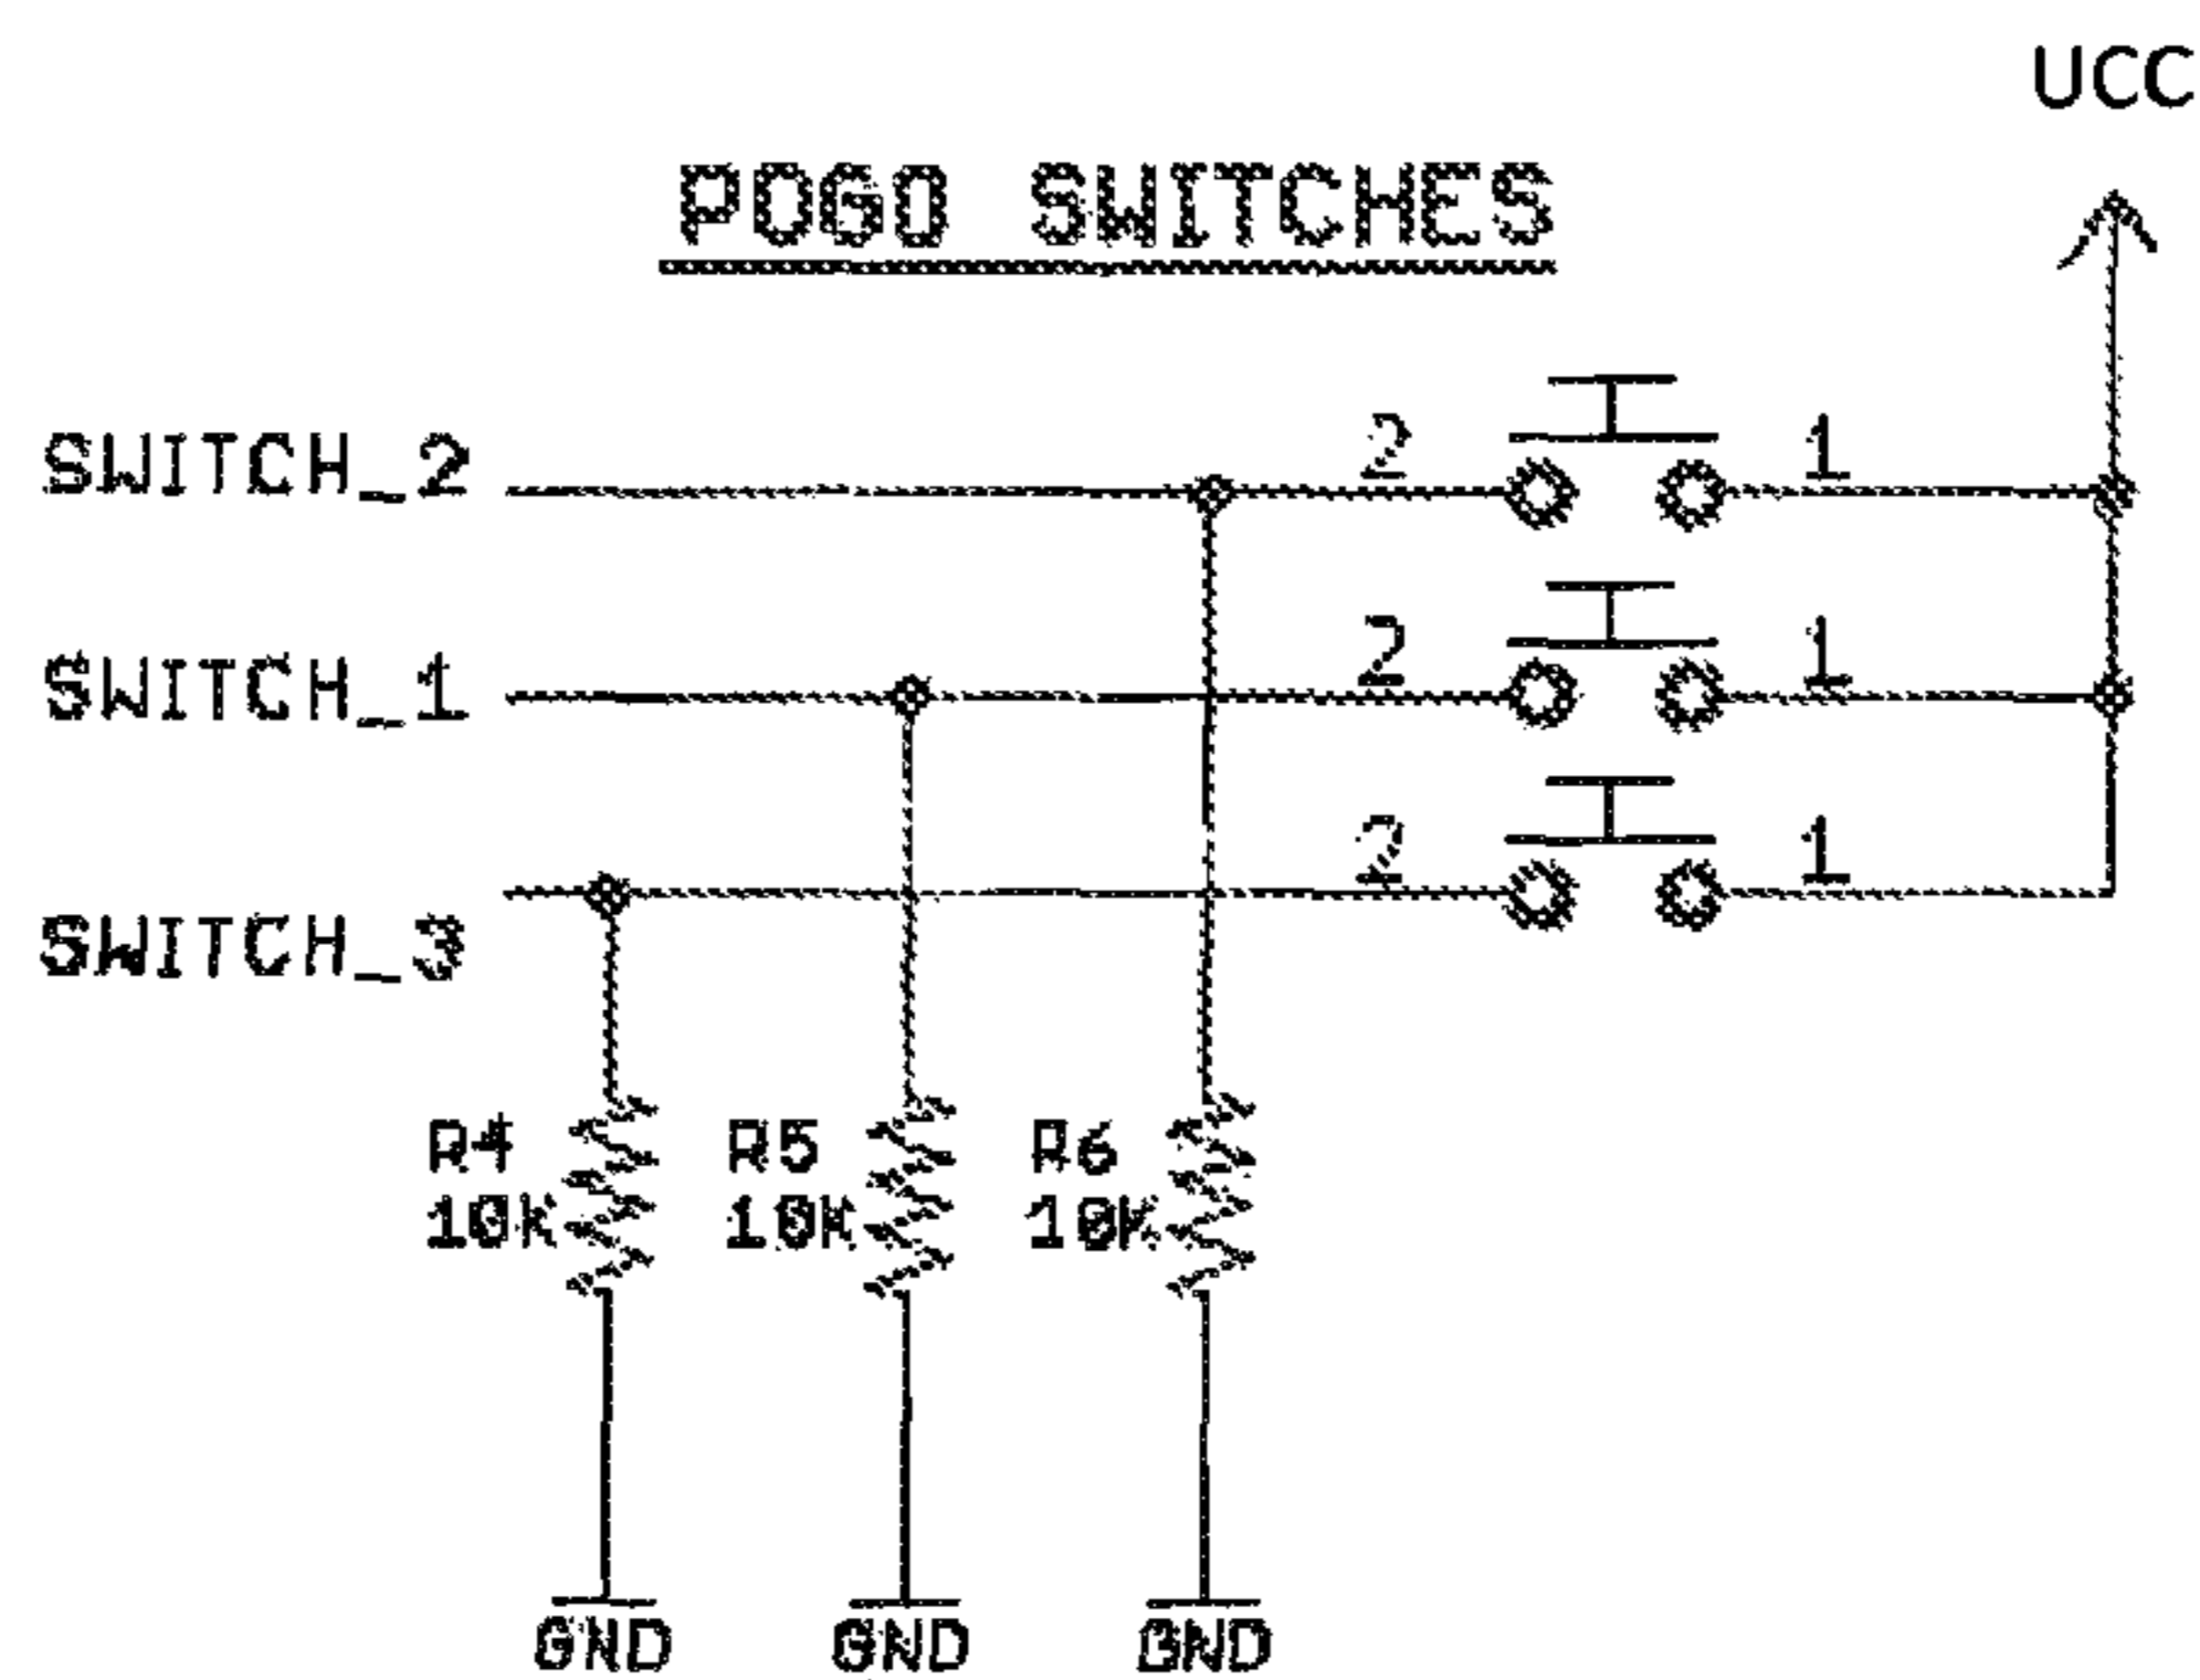 UCC
POGO SWITCHES
SWITCH_2
2 1
SWITCH_1
2 1
SWITCH_3
2 1
R4
10K
R5
10K
R6
10K
GND GND GND